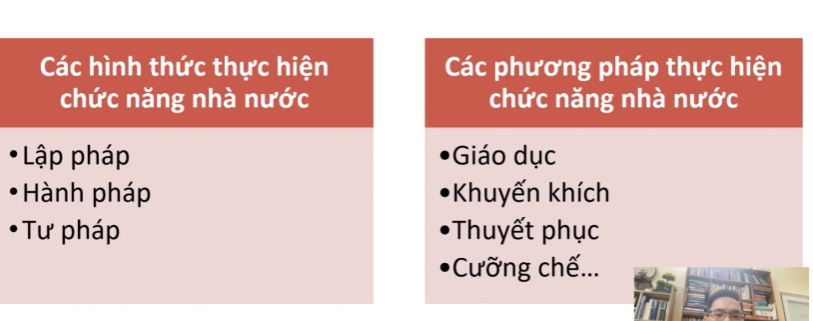 Các hình thức thực hiện
chức năng nhà nước
•Lập pháp
•Hành pháp
•Tư pháp
Các phương pháp thực hiện
chức năng nhà nước
•Giáo dục
•Khuyến khích
•Thuyết phục
•Cưỡng chế...